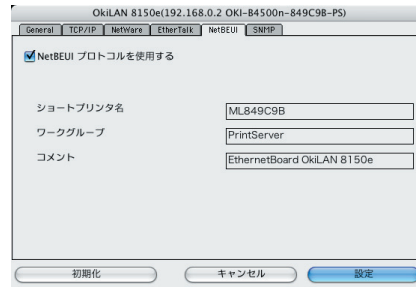 OkiLAN 8150e(192.168.0.2 OKI-B4500n-849C9B-PS)
General TCP/IP NetWare EtherTalk NetBEUI SNMP
NetBEUI プロトコルを使用する
ショートプリンタ名 ML849C9B
ワークグループ PrintServer
コメント EthernetBoard OkiLAN 8150e
初期化 キャンセル 設定